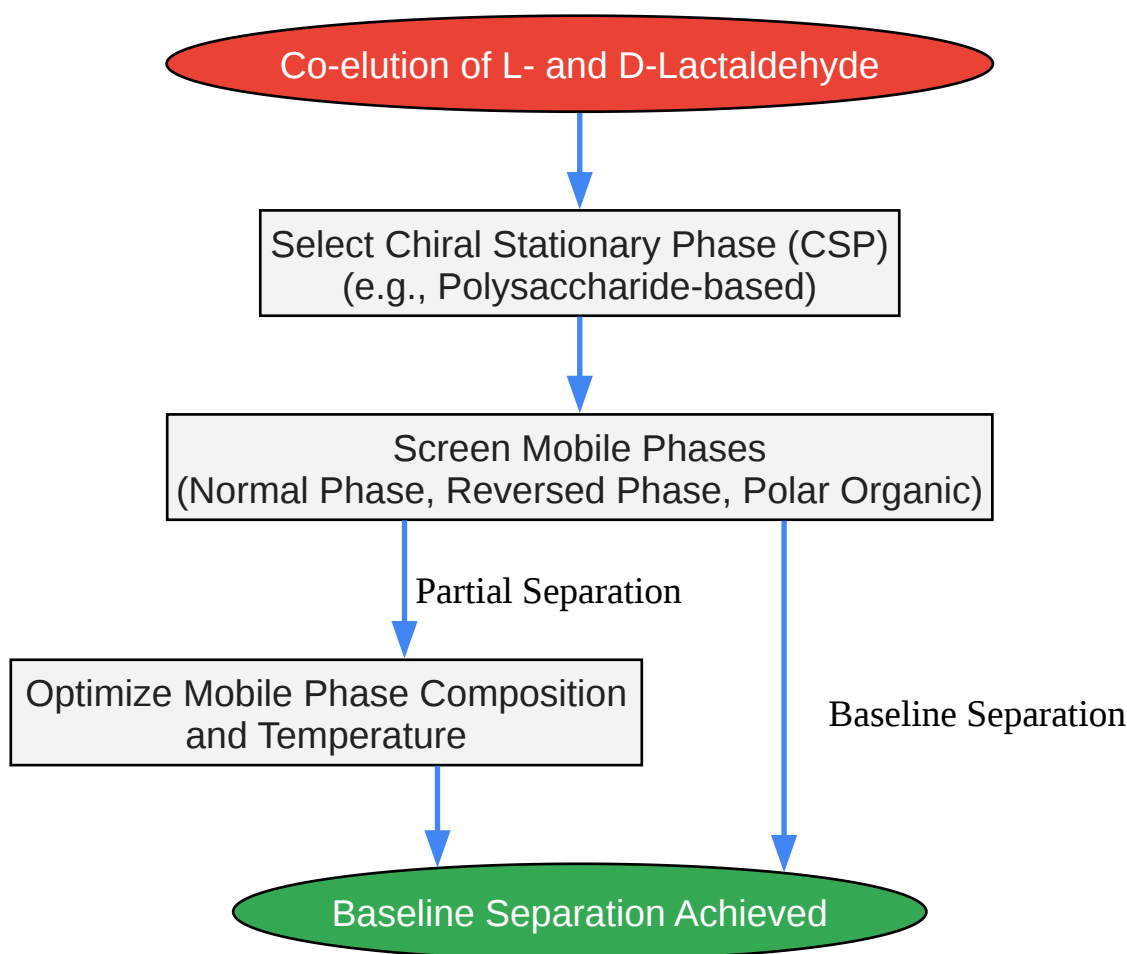 Co-elution of L- and D-Lactaldehyde
Select Chiral Stationary Phase (CSP)
(e.g., Polysaccharide-based)
Screen Mobile Phases
(Normal Phase, Reversed Phase, Polar Organic)
Partial Separation
Optimize Mobile Phase Composition
and Temperature
Baseline Separation
Baseline Separation Achieved